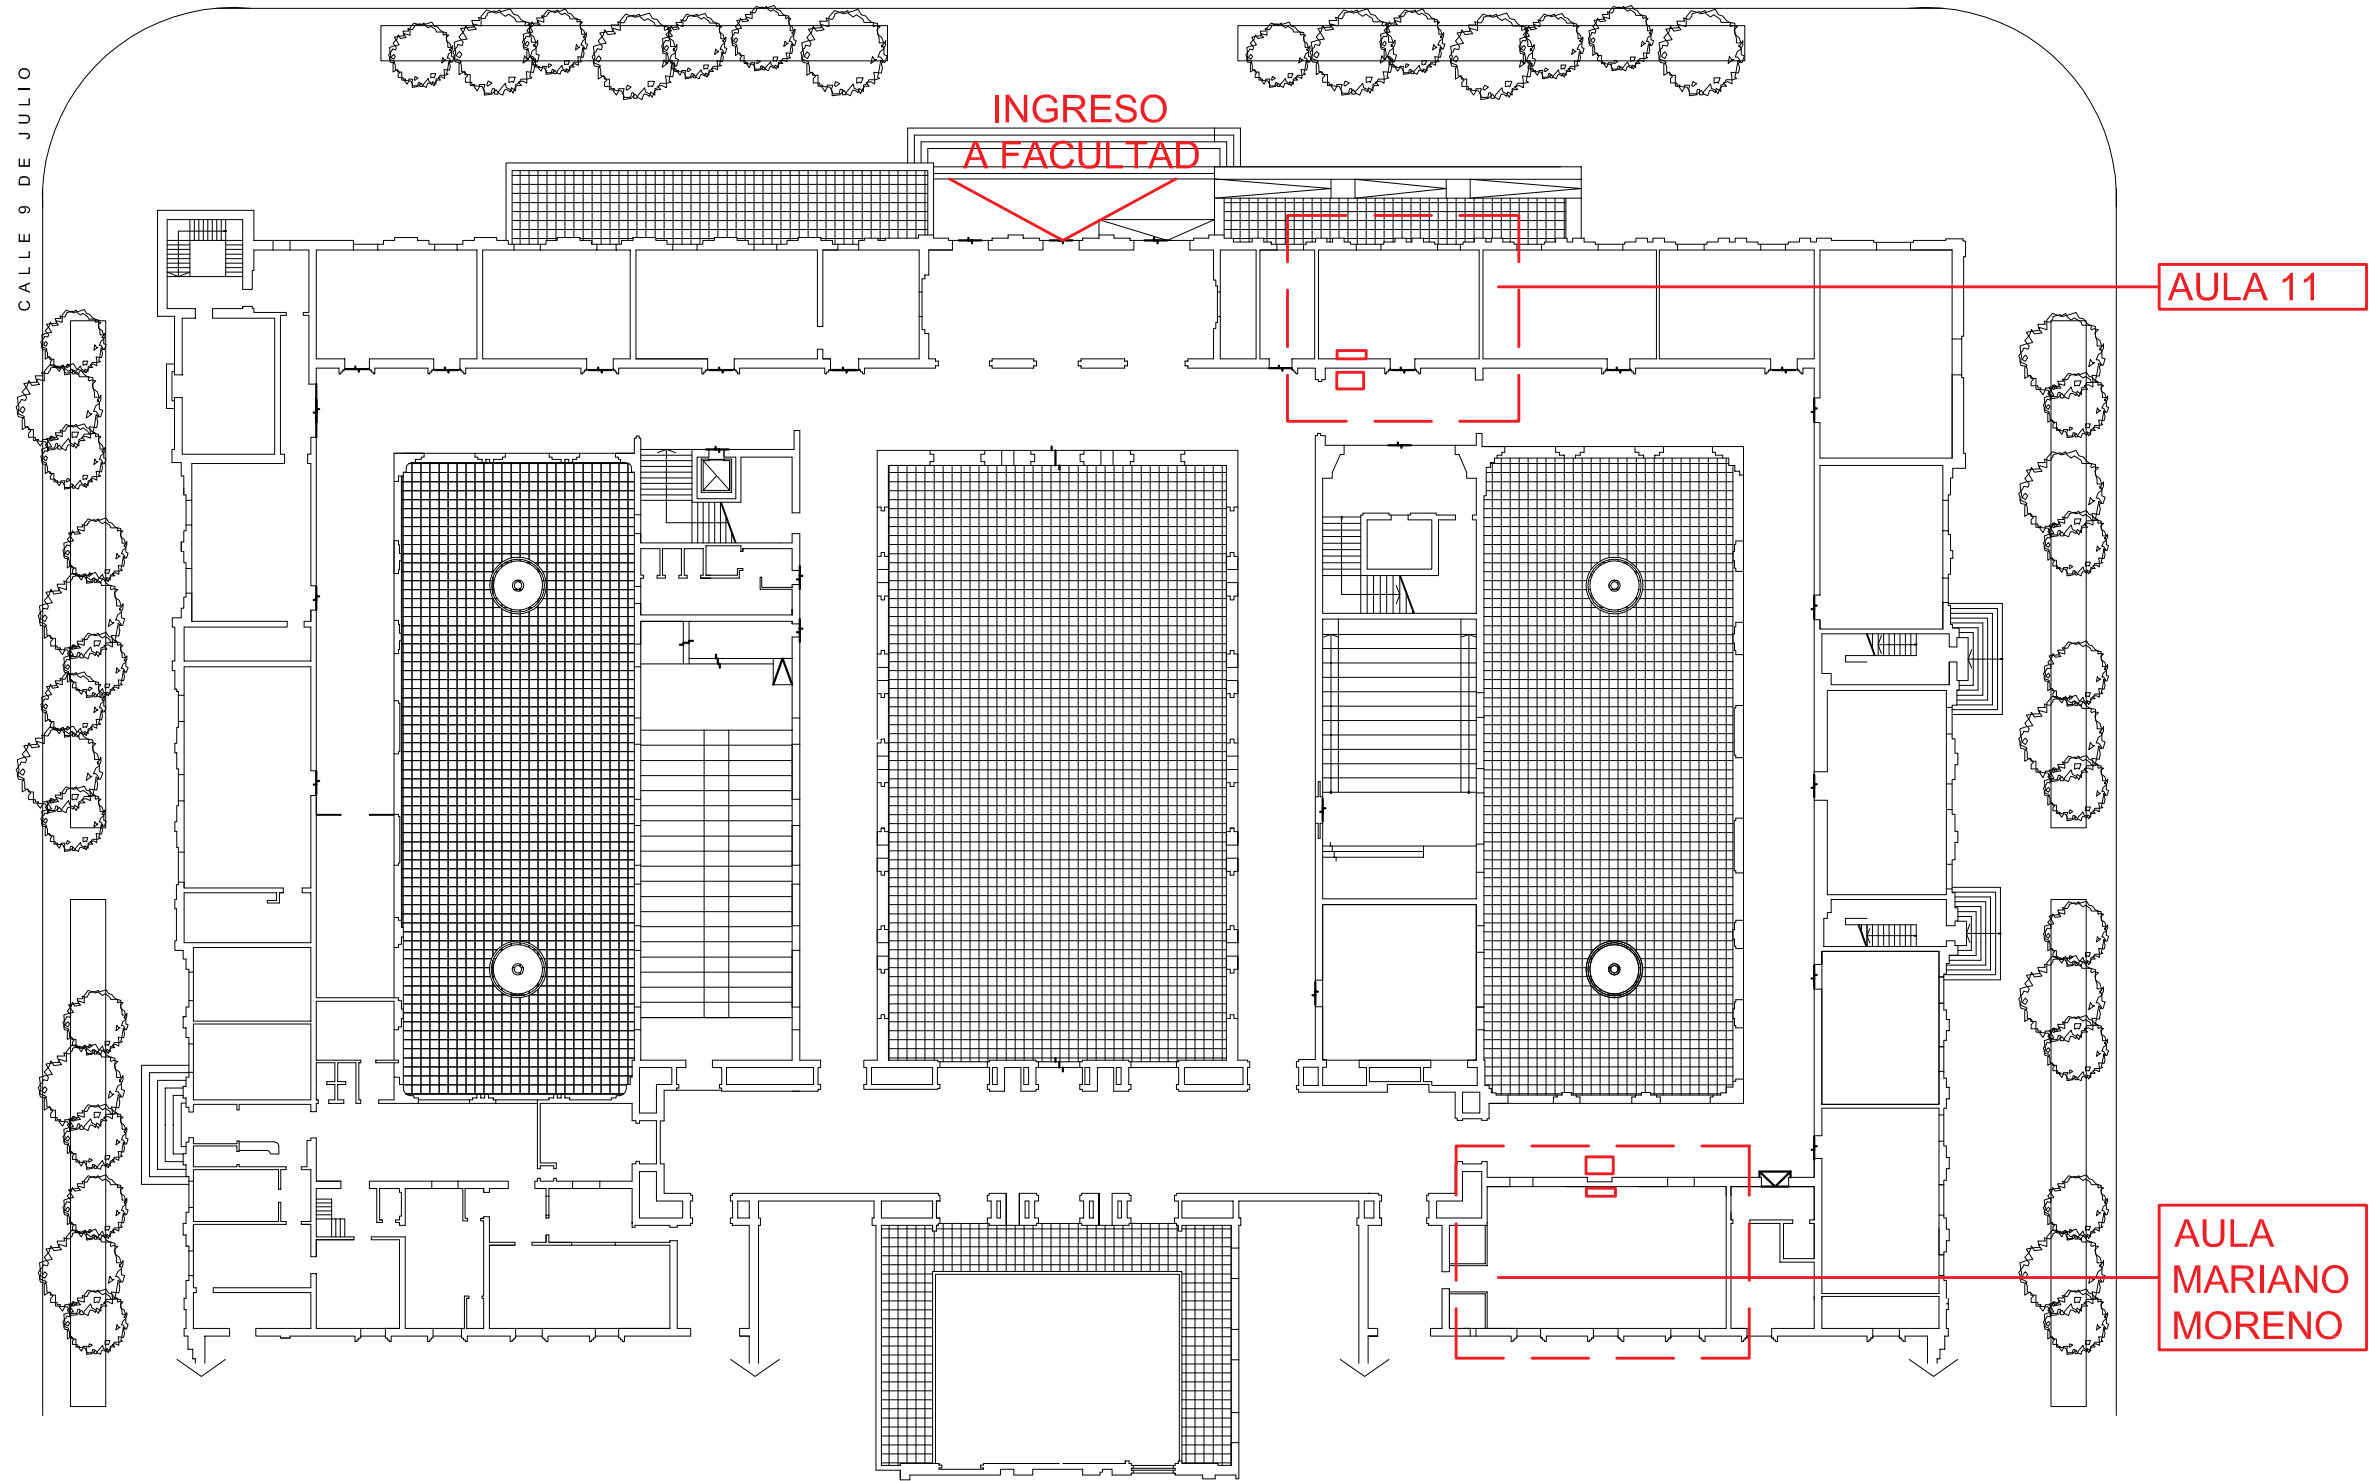 CALLE 9 DE JULIO
INGRESO
A FACULTAD
AULA 11
AULA
MARIANO
MORENO